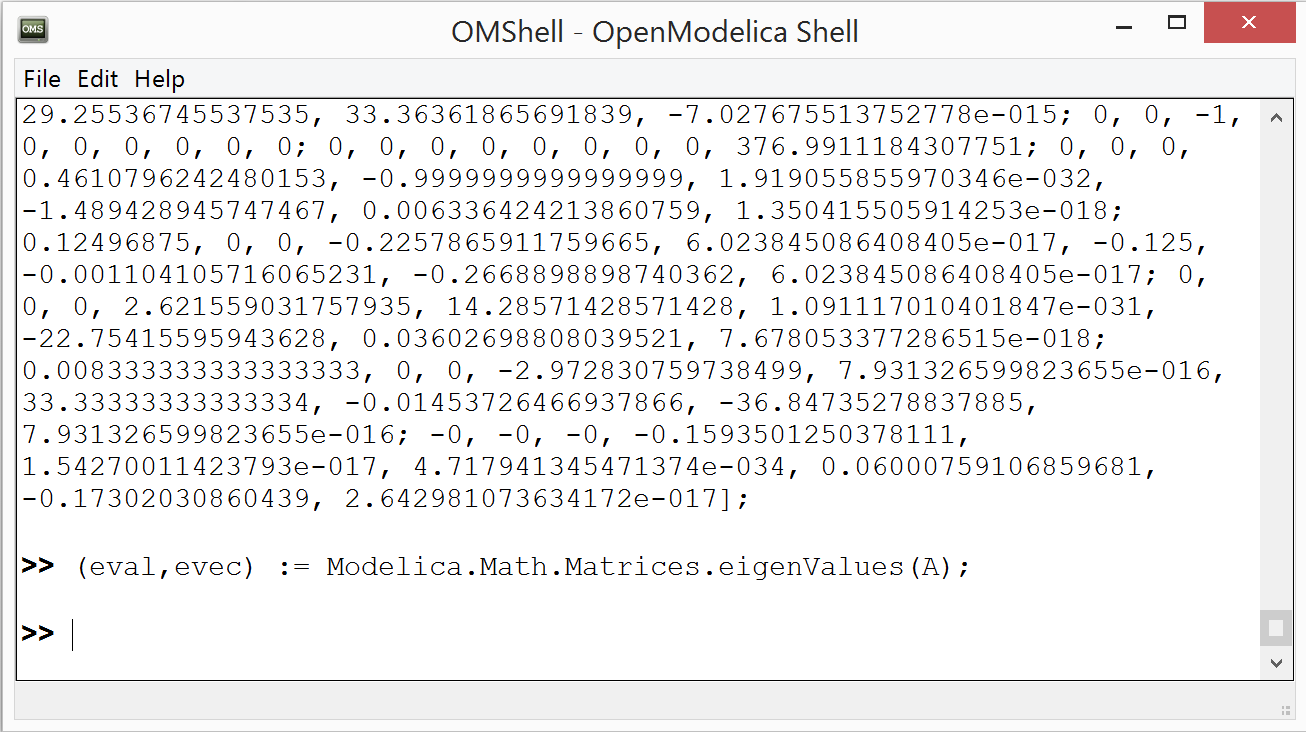 OMS
OMShell - OpenModelica Shell
File Edit Help
29.25536745537535, 33.36361865691839, -7.027675513752778e-015; 0, 0, -1,
0, 0, 0, 0, 0, 0; 0, 0, 0, 0, 0, 0, 0, 0, 376.9911184307751; 0, 0, 0,
0.4610796242480153, -0.9999999999999999, 1.919055855970346e-032,
-1.489428945747467, 0.006336424213860759, 1.350415505914253e-018;
0.12496875, 0, 0, -0.2257865911759665, 6.023845086408405e-017, -0.125,
-0.001104105716065231, -0.2668898898740362, 6.023845086408405e-017; 0,
0, 0, 2.621559031757935, 14.28571428571428, 1.091117010401847e-031,
-22.75415595943628, 0.03602698808039521, 7.678053377286515e-018;
0.008333333333333333, 0, 0, -2.972830759738499, 7.931326599823655e-016,
33.33333333333334, -0.01453726466937866, -36.84735278837885,
7.931326599823655e-016; -0, -0, -0, -0.1593501250378111,
1.54270011423793e-017, 4.717941345471374e-034, 0.06000759106859681,
-0.17302030860439, 2.642981073634172e-017];
>> (eval,evec) := Modelica.Math.Matrices.eigenValues(A);
>>